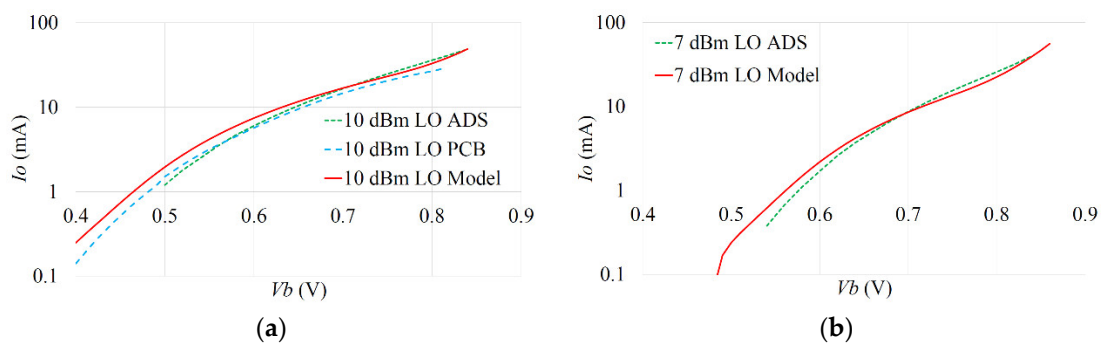 100
10
1
0.1
Io (mA)
0.4 0.5 0.6 0.7 0.8 0.9
Vb (V)
10 dBm LO ADS
10 dBm LO PCB
10 dBm LO Model
(a)
100
10
1
0.1
Io (mA)
0.4 0.5 0.6 0.7 0.8 0.9
Vb (V)
7 dBm LO ADS
7 dBm LO Model
(b)